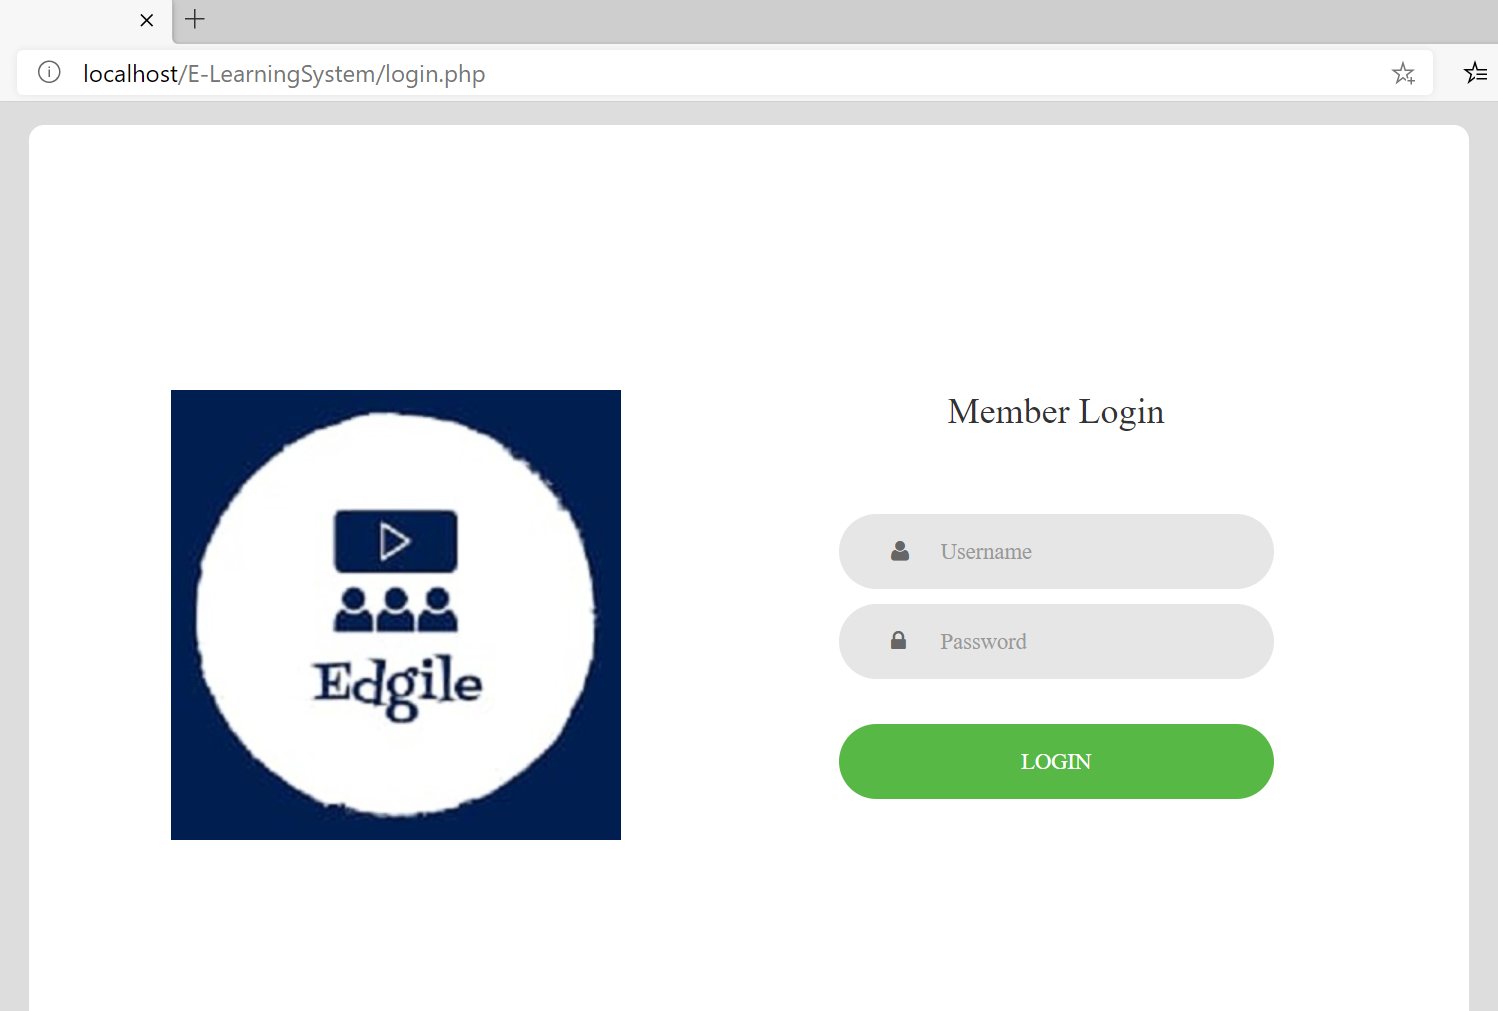 localhost/E-LearningSystem/login.php
Edgile
Member Login
Username
Password
LOGIN